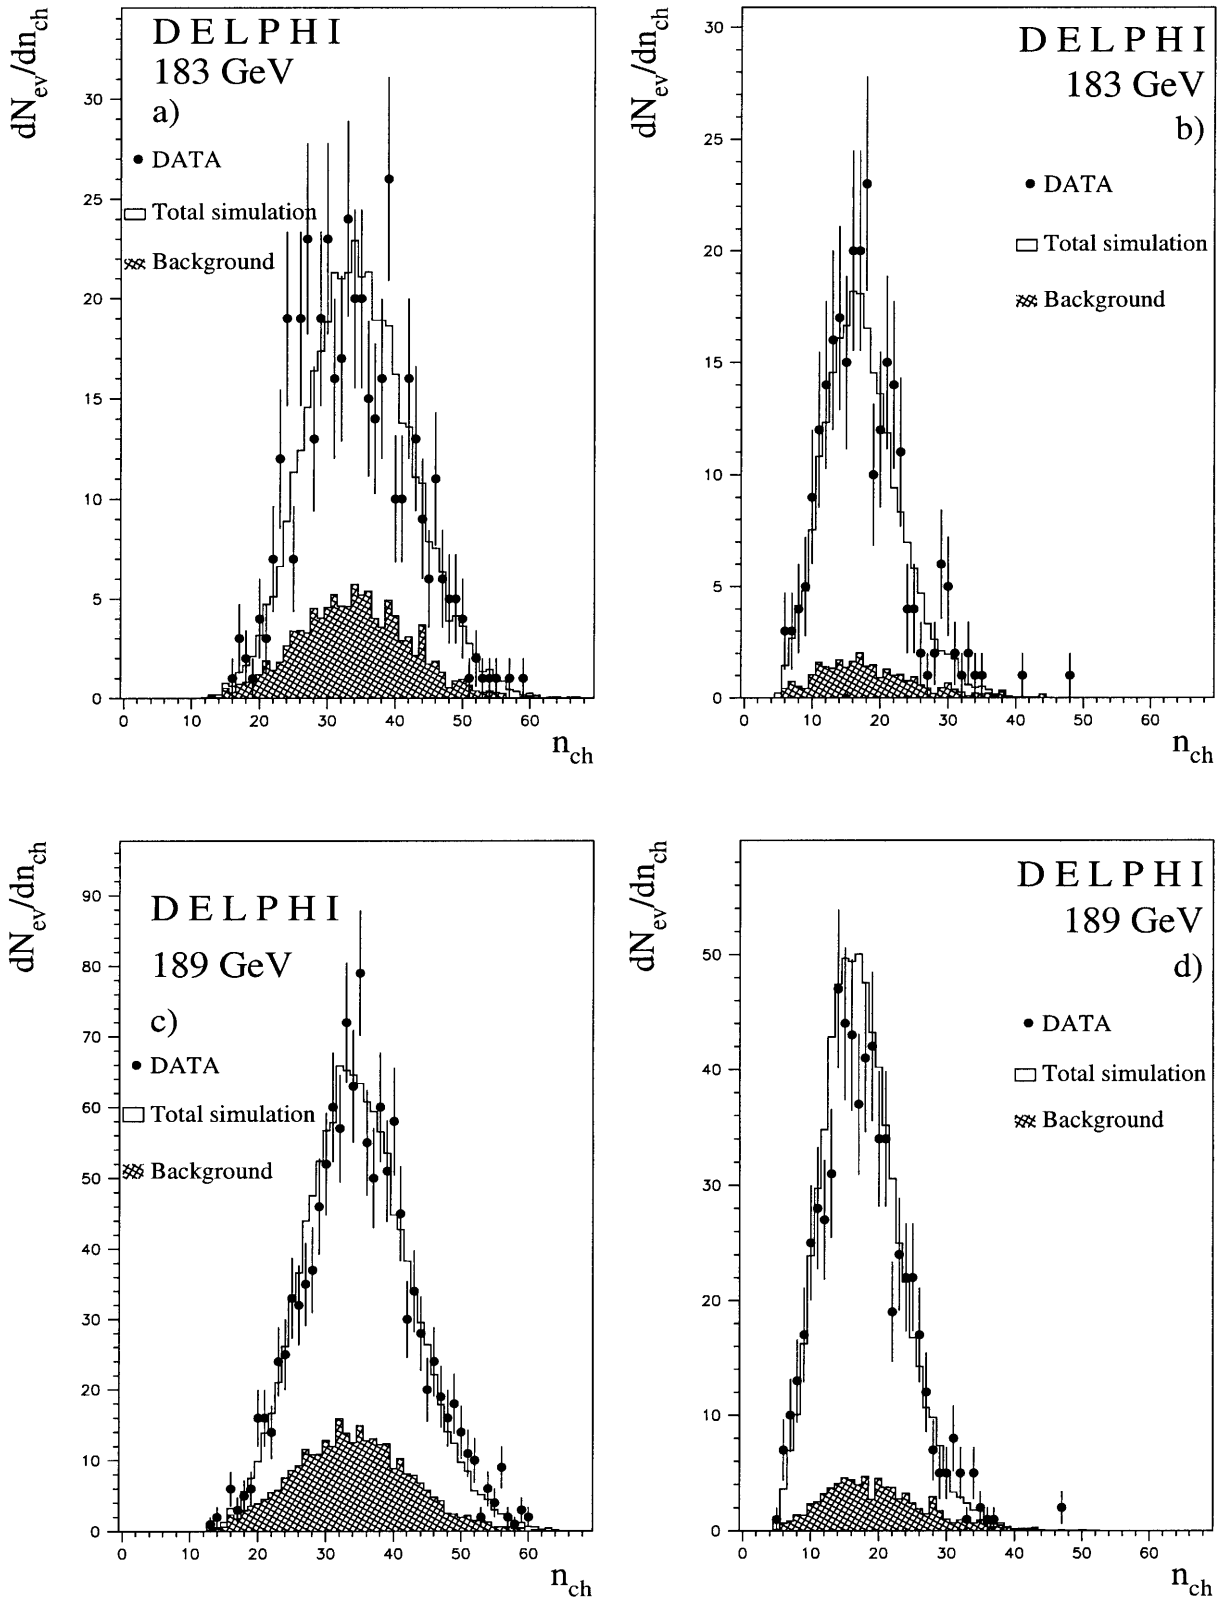 dN_ev/dn_ch
DELPHI
183 GeV
a)
DATA
Total simulation
Background
30
25
20
15
10
5
0
0 10 20 30 40 50 60
n_ch
dN_ev/dn_ch
DELPHI
183 GeV
b)
DATA
Total simulation
Background
30
25
20
15
10
5
0
0 10 20 30 40 50 60
n_ch
dN_ev/dn_ch
DELPHI
189 GeV
c)
DATA
Total simulation
Background
90
80
70
60
50
40
30
20
10
0
0 10 20 30 40 50 60
n_ch
dN_ev/dn_ch
DELPHI
189 GeV
d)
DATA
Total simulation
Background
50
40
30
20
10
0
0 10 20 30 40 50 60
n_ch